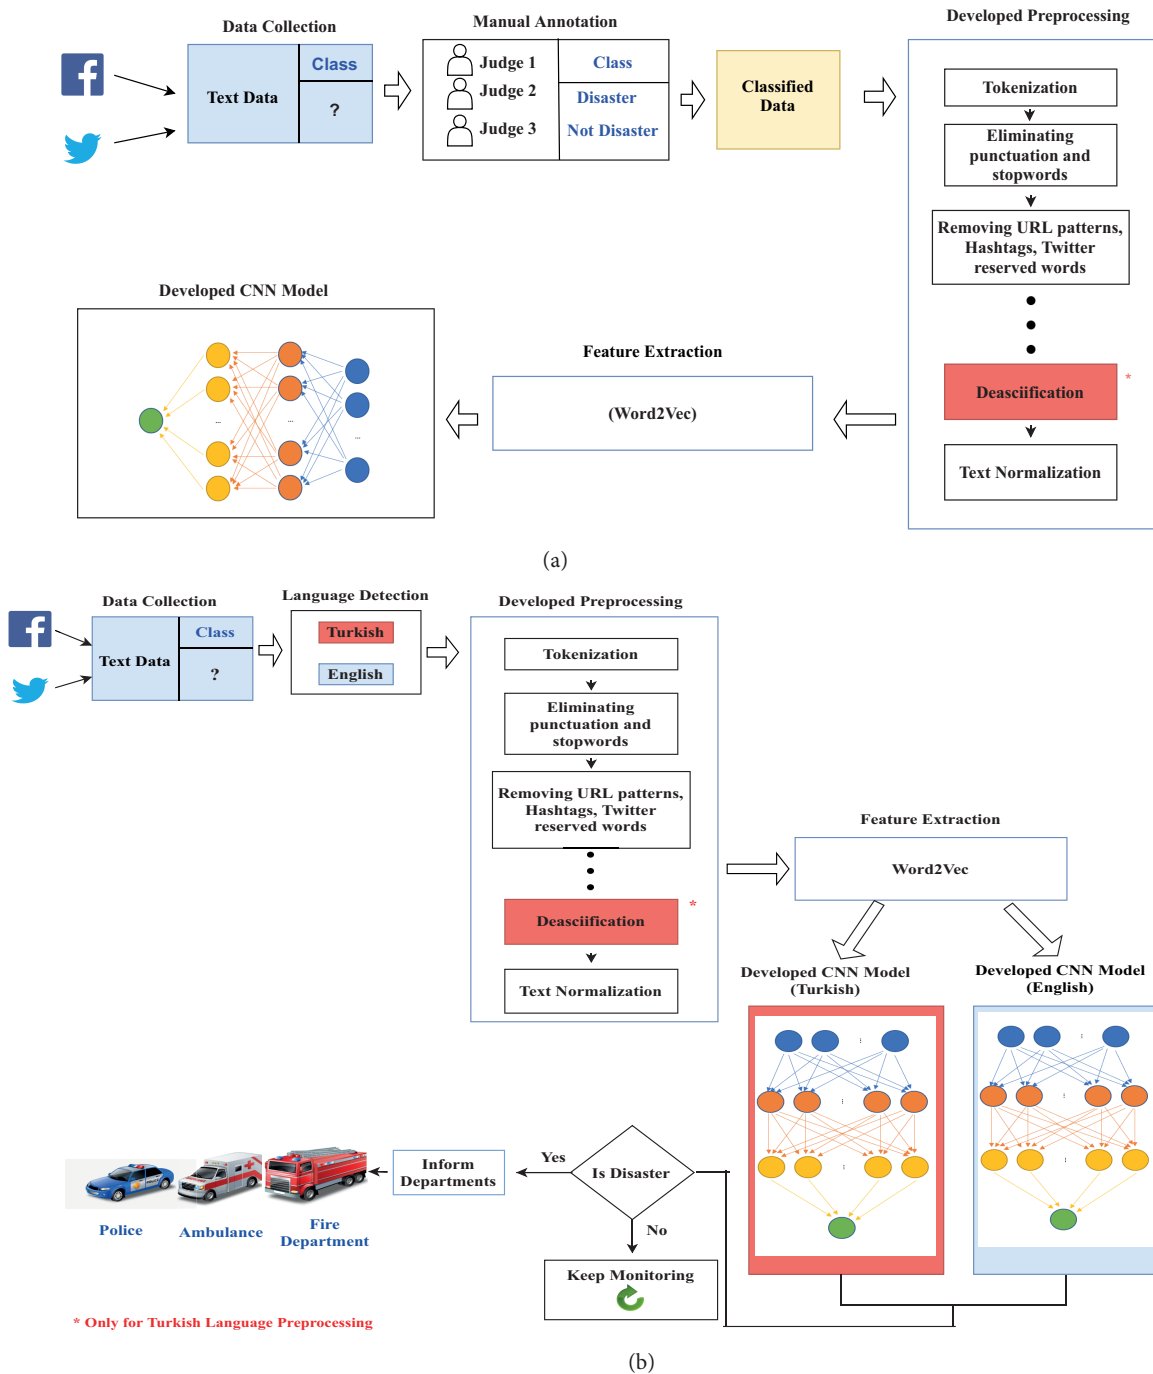 Data Collection
Text Data
Class
?
Manual Annotation
Judge 1
Judge 2
Judge 3
Class
Disaster
Not Disaster
Classified
Data
Developed Preprocessing
Tokenization
Eliminating
punctuation and
stopwords
Removing URL patterns,
Hashtags, Twitter
reserved words
Deasciification
*
Text Normalization
Feature Extraction
(Word2Vec)
Developed CNN Model
...
...
...
(a)
Data Collection
Text Data
Class
?
Language Detection
Turkish
English
Developed Preprocessing
Tokenization
Eliminating
punctuation and
stopwords
Removing URL patterns,
Hashtags, Twitter
reserved words
Deasciification
*
Text Normalization
Feature Extraction
Word2Vec
Developed CNN Model
(Turkish)
Developed CNN Model
(English)
Is Disaster
Yes
No
Inform
Departments
Keep Monitoring
Police
Ambulance
Fire
Department
* Only for Turkish Language Preprocessing
(b)